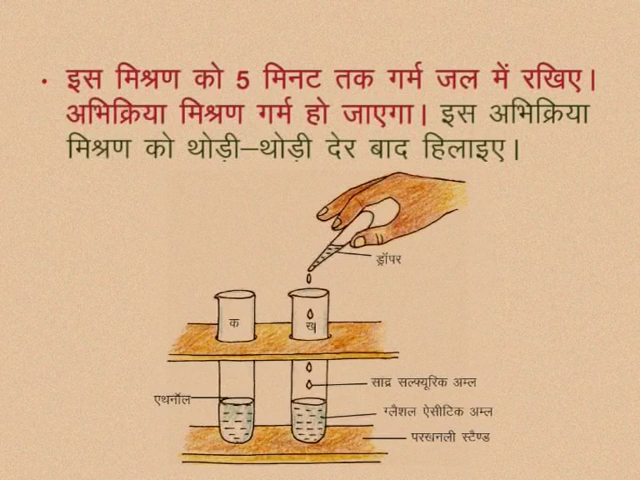 • इस मिश्रण को 5 मिनट तक गर्म जल में रखिए।
अभिक्रिया मिश्रण गर्म हो जाएगा। इस अभिक्रिया
मिश्रण को थोड़ी–थोड़ी देर बाद हिलाइए।
ड्रॉपर
क
ख
साद्र सल्फ्यूरिक अम्ल
एथनॉल
ग्लैशल ऐसीटिक अम्ल
परखनली स्टैण्ड